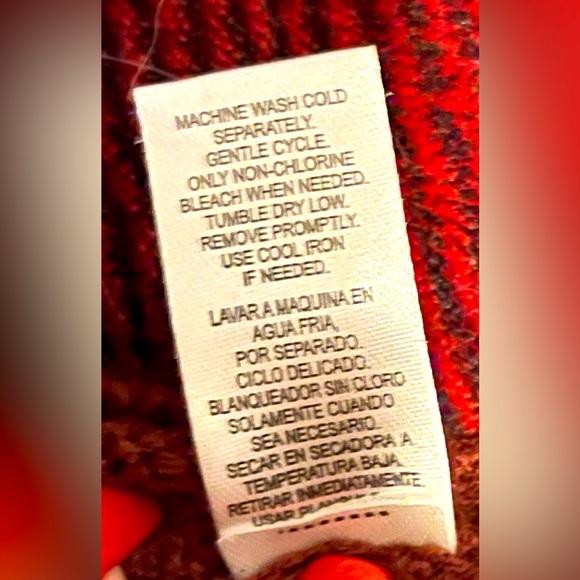 MACHINE WASH COLD
SEPARATELY.
GENTLE CYCLE.
ONLY NON-CHLORINE
BLEACH WHEN NEEDED.
TUMBLE DRY LOW.
REMOVE PROMPTLY.
USE COOL IRON
IF NEEDED.
LAVAR A MAQUINA EN
AGUA FRIA,
POR SEPARADO.
CICLO DELICADO.
BLANQUEADOR SIN CLORO
SOLAMENTE CUANDO
SEA NECESARIO.
SECAR EN SECADORA A
TEMPERATURA BAJA.
RETIRAR INMEDIATAMENTE.
USAR